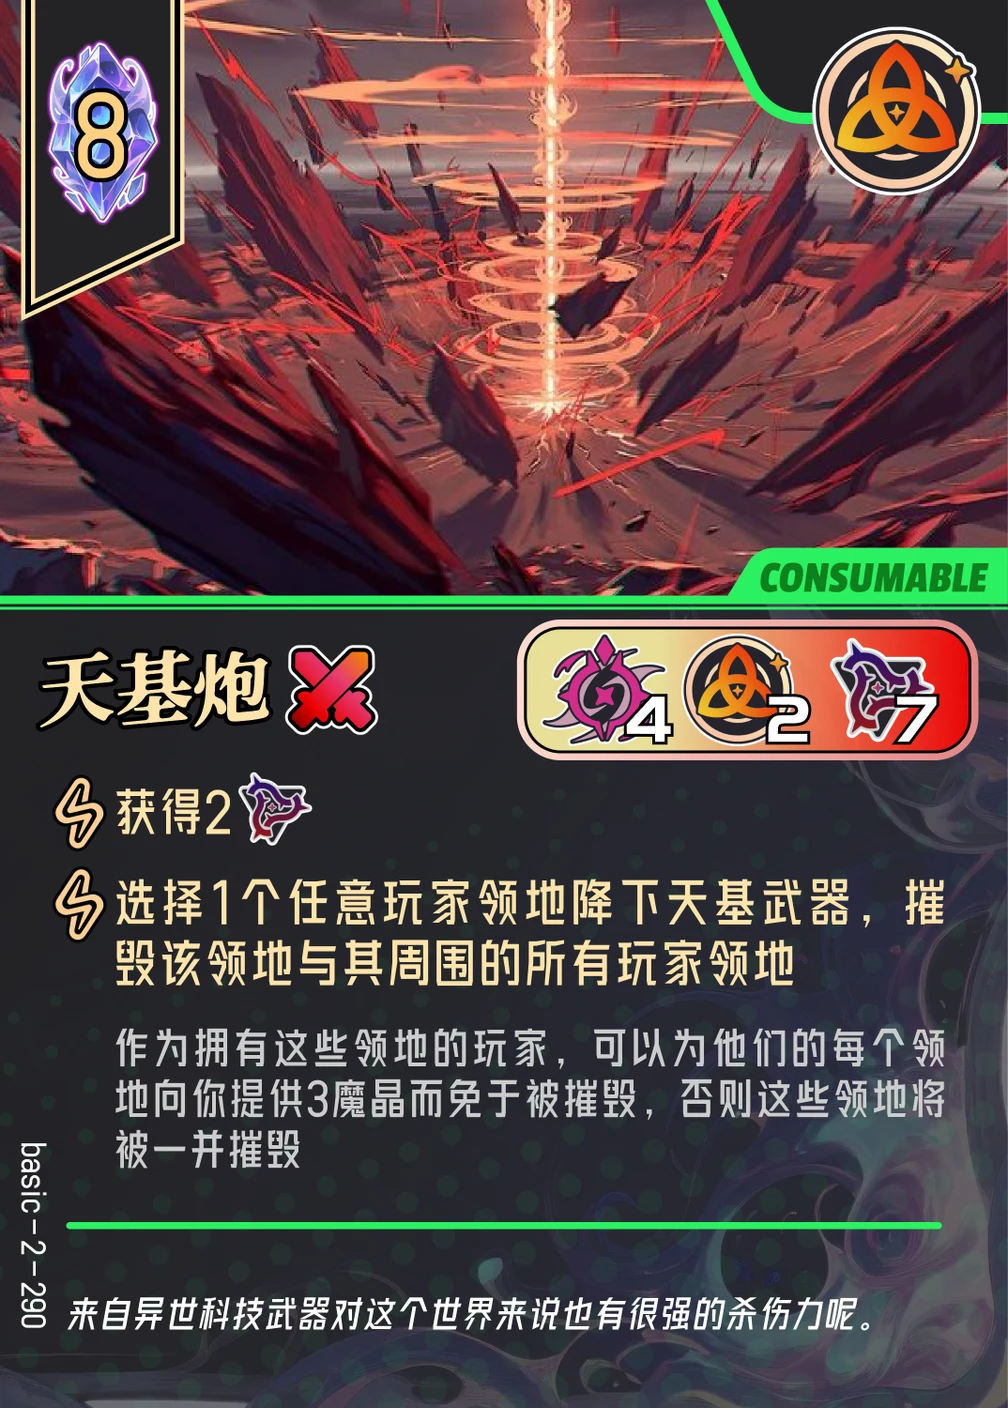 8
CONSUMABLE
天基炮
4 2 7
获得2
选择1个任意玩家领地降下天基武器，摧
毁该领地与其周围的所有玩家领地
作为拥有这些领地的玩家，可以为他们的每个领
地向你提供3魔晶而免于被摧毁，否则这些领地将
被一并摧毁
basic-2-290
来自异世科技武器对这个世界来说也有很强的杀伤力呢。